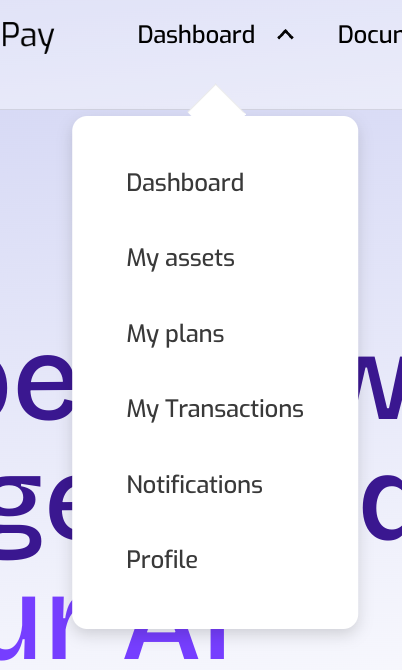 Pay Dashboard
Dashboard
My assets
My plans
My Transactions
Notifications
Profile